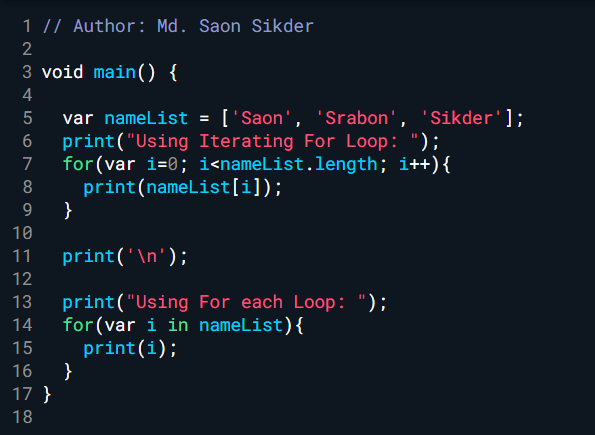 1 // Author: Md. Saon Sikder
2
3 void main() {
4
5   var nameList = ['Saon', 'Srabon', 'Sikder'];
6   print("Using Iterating For Loop: ");
7   for(var i=0; i<nameList.length; i++){
8     print(nameList[i]);
9   }
10
11   print('\n');
12
13   print("Using For each Loop: ");
14   for(var i in nameList){
15     print(i);
16   }
17 }
18